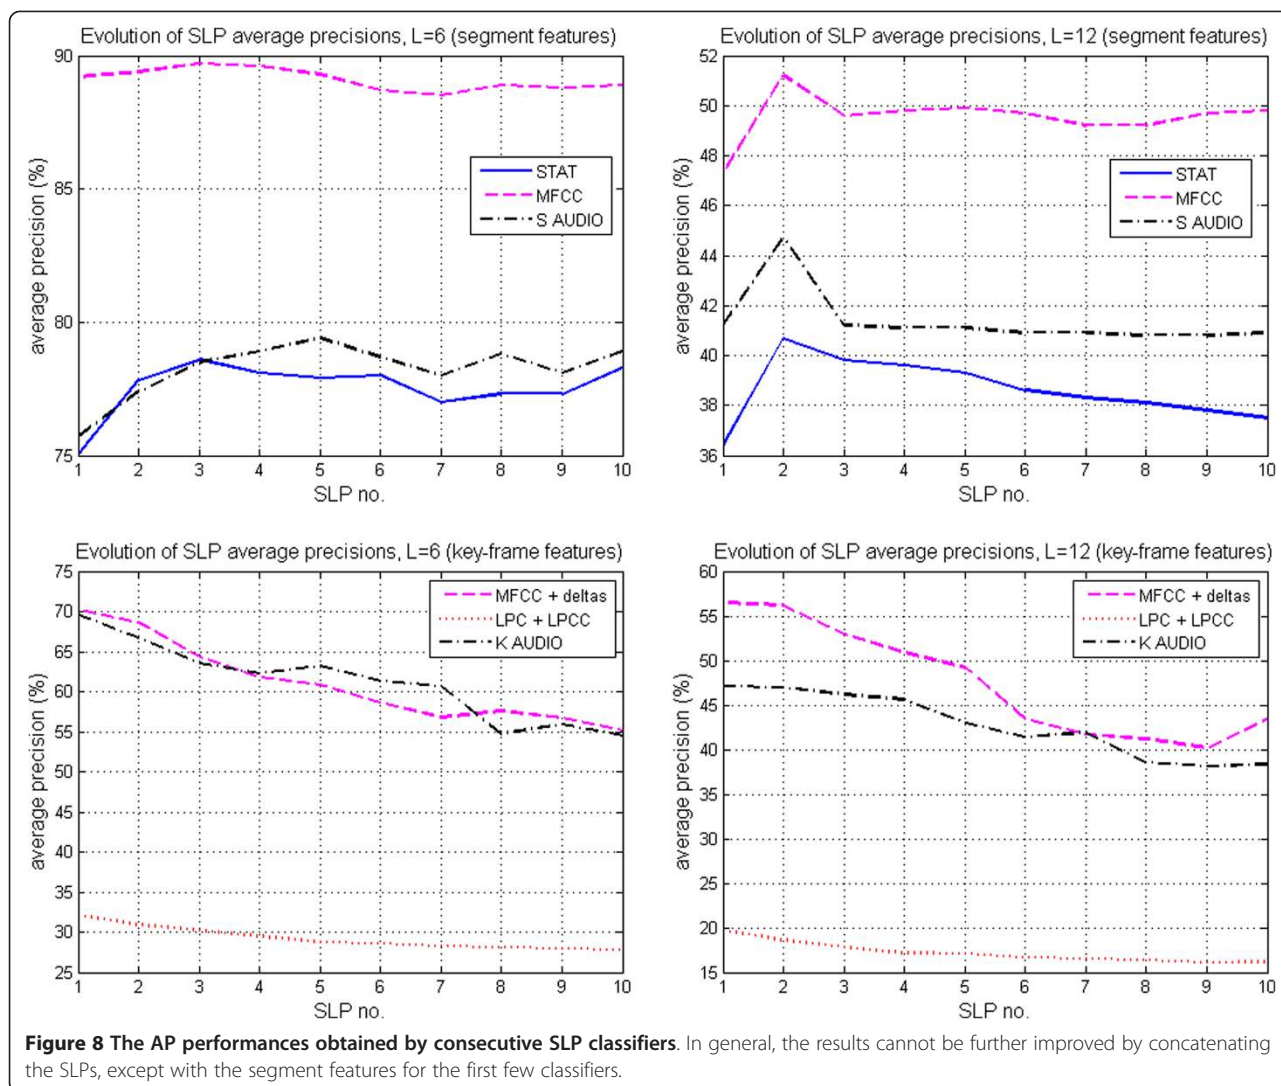 Evolution of SLP average precisions, L=6 (segment features)
90
85
80
75
average precision (%)
STAT
MFCC
S AUDIO
1 2 3 4 5 6 7 8 9 10
SLP no.
Evolution of SLP average precisions, L=12 (segment features)
52
50
48
46
44
42
40
38
36
average precision (%)
STAT
MFCC
S AUDIO
1 2 3 4 5 6 7 8 9 10
SLP no.
Evolution of SLP average precisions, L=6 (key-frame features)
75
70
65
60
55
50
45
40
35
30
25
average precision (%)
MFCC + deltas
LPC + LPCC
K AUDIO
1 2 3 4 5 6 7 8 9 10
SLP no.
Evolution of SLP average precisions, L=12 (key-frame features)
60
55
50
45
40
35
30
25
20
15
average precision (%)
MFCC + deltas
LPC + LPCC
K AUDIO
1 2 3 4 5 6 7 8 9 10
SLP no.
Figure 8 The AP performances obtained by consecutive SLP classifiers. In general, the results cannot be further improved by concatenating
the SLPs, except with the segment features for the first few classifiers.